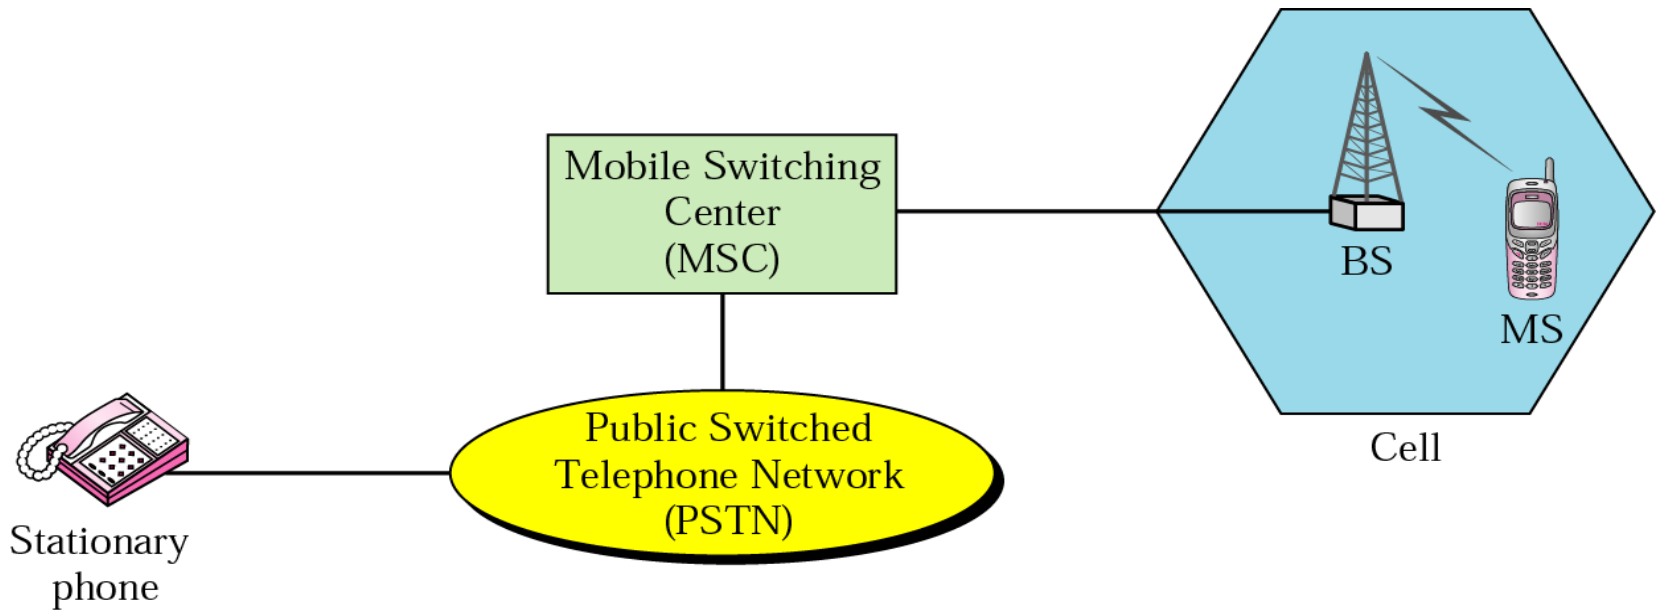 Mobile Switching
Center
(MSC)
BS
MS
Cell
Public Switched
Telephone Network
(PSTN)
Stationary
phone